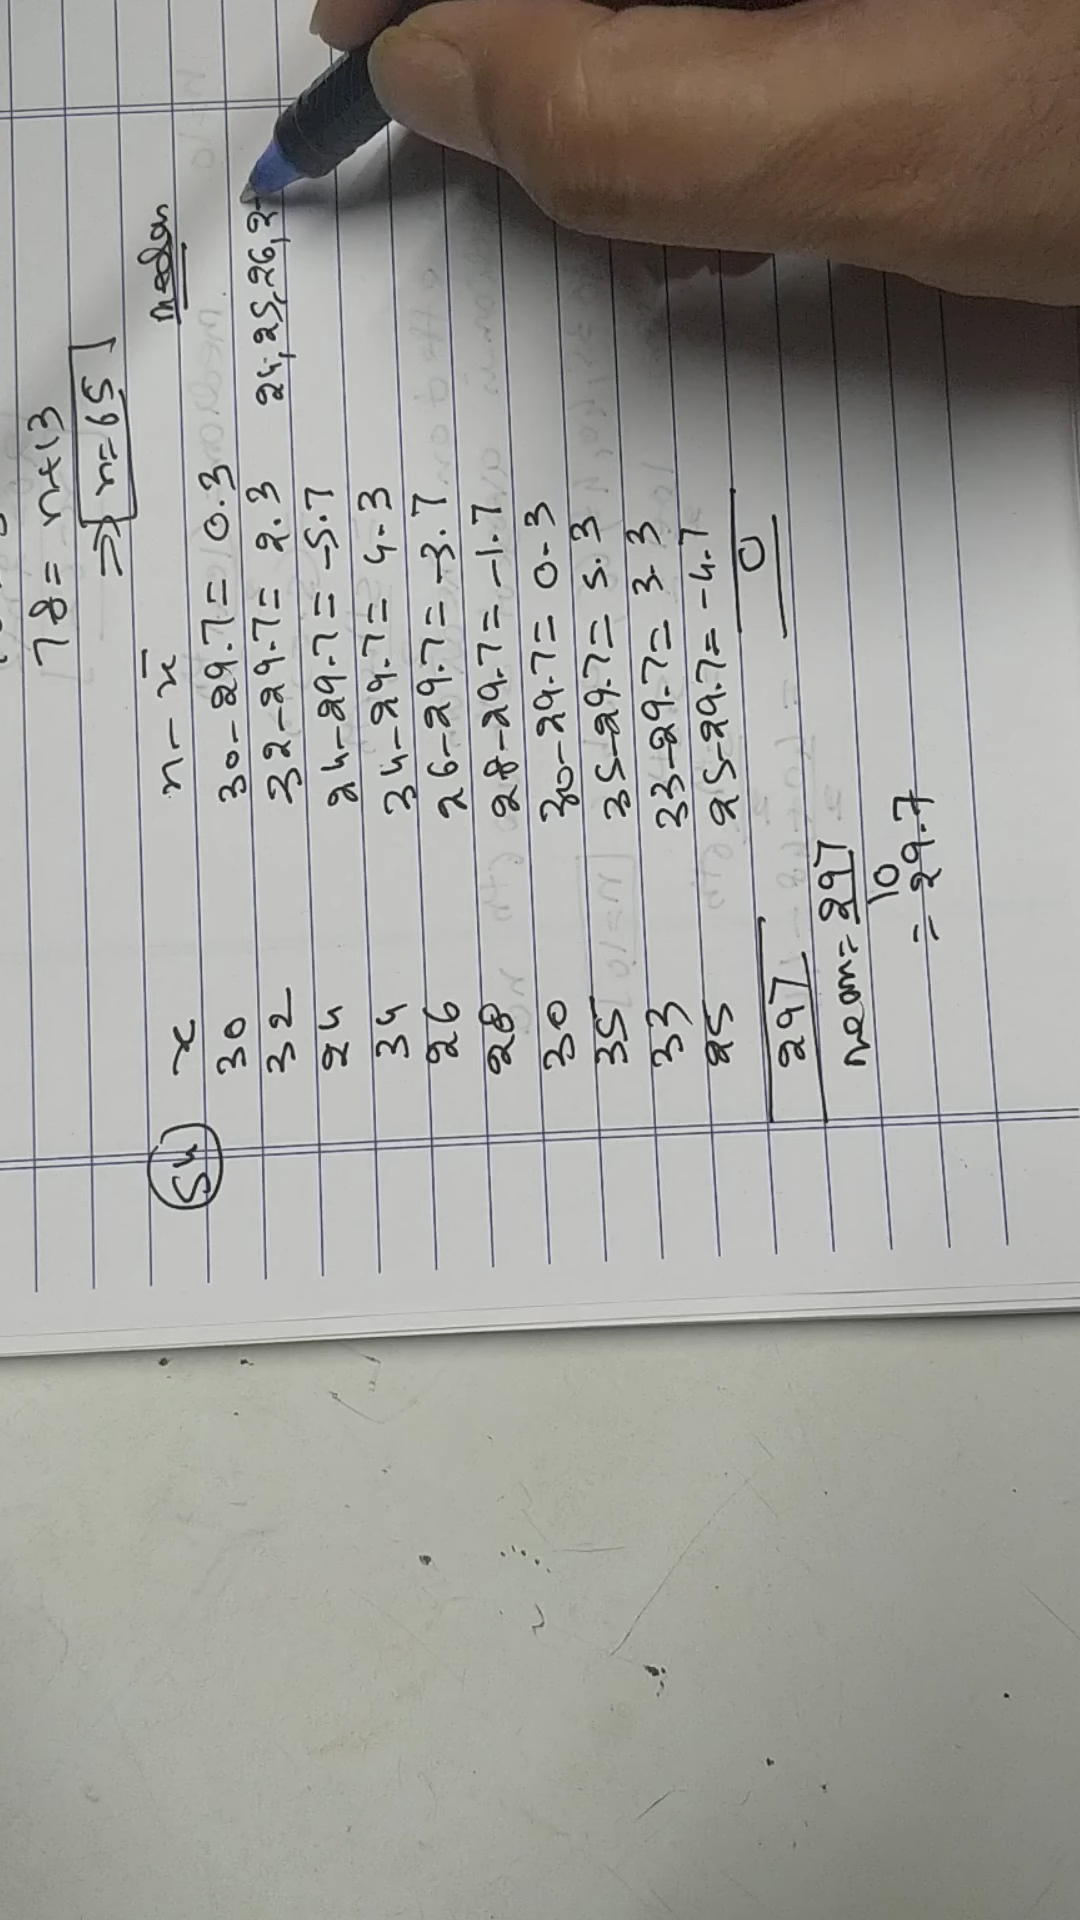 78 = n+13
⇒ n=65
54) x x - x̄ Median
30 30-29.7= 0.3
32 32-29.7= 2.3 24, 25, 26, 2
24 24-29.7= -5.7
34 34-29.7= 4.3
26 26-29.7= -3.7
28 28-29.7= -1.7
30 30-29.7= 0.3
35 35-29.7= 5.3
33 33-29.7= 3.3
25 25-29.7= -4.7
297 0
mean= 297
10
= 29.7